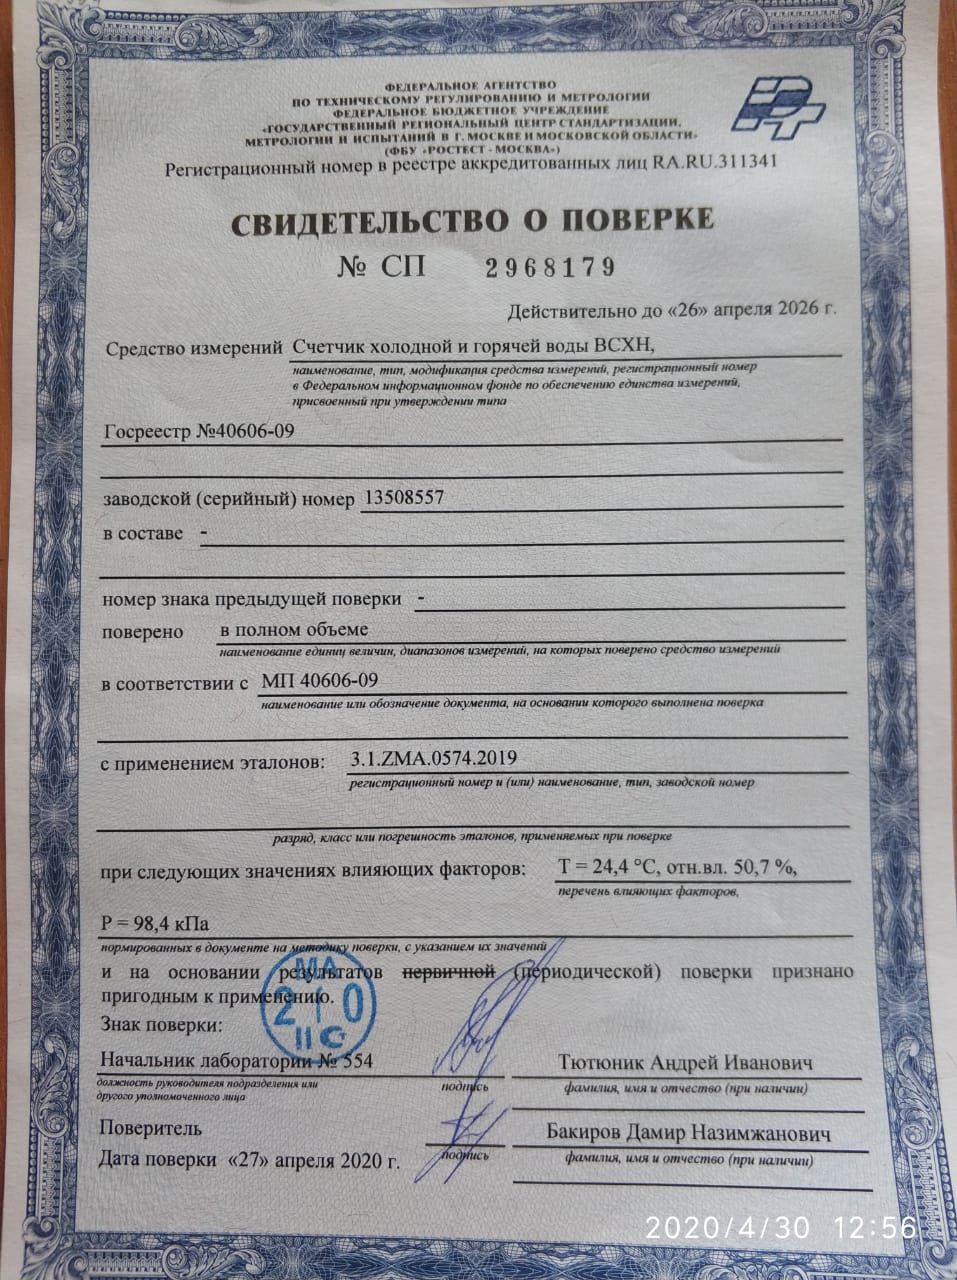 ФЕДЕРАЛЬНОЕ АГЕНТСТВО
ПО ТЕХНИЧЕСКОМУ РЕГУЛИРОВАНИЮ И МЕТРОЛОГИИ
ФЕДЕРАЛЬНОЕ БЮДЖЕТНОЕ УЧРЕЖДЕНИЕ
«ГОСУДАРСТВЕННЫЙ РЕГИОНАЛЬНЫЙ ЦЕНТР СТАНДАРТИЗАЦИИ,
МЕТРОЛОГИИ И ИСПЫТАНИЙ В Г. МОСКВЕ И МОСКОВСКОЙ ОБЛАСТИ»
(ФБУ «РОСТЕСТ - МОСКВА»)
Регистрационный номер в реестре аккредитованных лиц RA.RU.311341
СВИДЕТЕЛЬСТВО О ПОВЕРКЕ
№ СП 2968179
Действительно до «26» апреля 2026 г.
Средство измерений Счетчик холодной и горячей воды ВСХН,
наименование, тип, модификация средства измерений, регистрационный номер
в Федеральном информационном фонде по обеспечению единства измерений,
присвоенный при утверждении типа
Госреестр №40606-09
заводской (серийный) номер 13508557
в составе -
номер знака предыдущей поверки -
поверено в полном объеме
наименование единиц величин, диапазонов измерений, на которых поверено средство измерений
в соответствии с МП 40606-09
наименование или обозначение документа, на основании которого выполнена поверка
с применением эталонов: 3.1.ZMA.0574.2019
регистрационный номер и (или) наименование, тип, заводской номер
разряд, класс или погрешность эталонов, применяемых при поверке
при следующих значениях влияющих факторов: Т = 24,4 °С, отн.вл. 50,7 %,
перечень влияющих факторов,
Р = 98,4 кПа
нормированных в документе на методику поверки, с указанием их значений
и на основании результатов первичной (периодической) поверки признано
пригодным к применению.
МА
2 0
Знак поверки:
Начальник лаборатории № 554 Тютюник Андрей Иванович
должность руководителя подразделения или
другого уполномоченного лица
подпись фамилия, имя и отчество (при наличии)
Поверитель Бакиров Дамир Назимжанович
подпись фамилия, имя и отчество (при наличии)
Дата поверки «27» апреля 2020 г.
2020/4/30 12:56